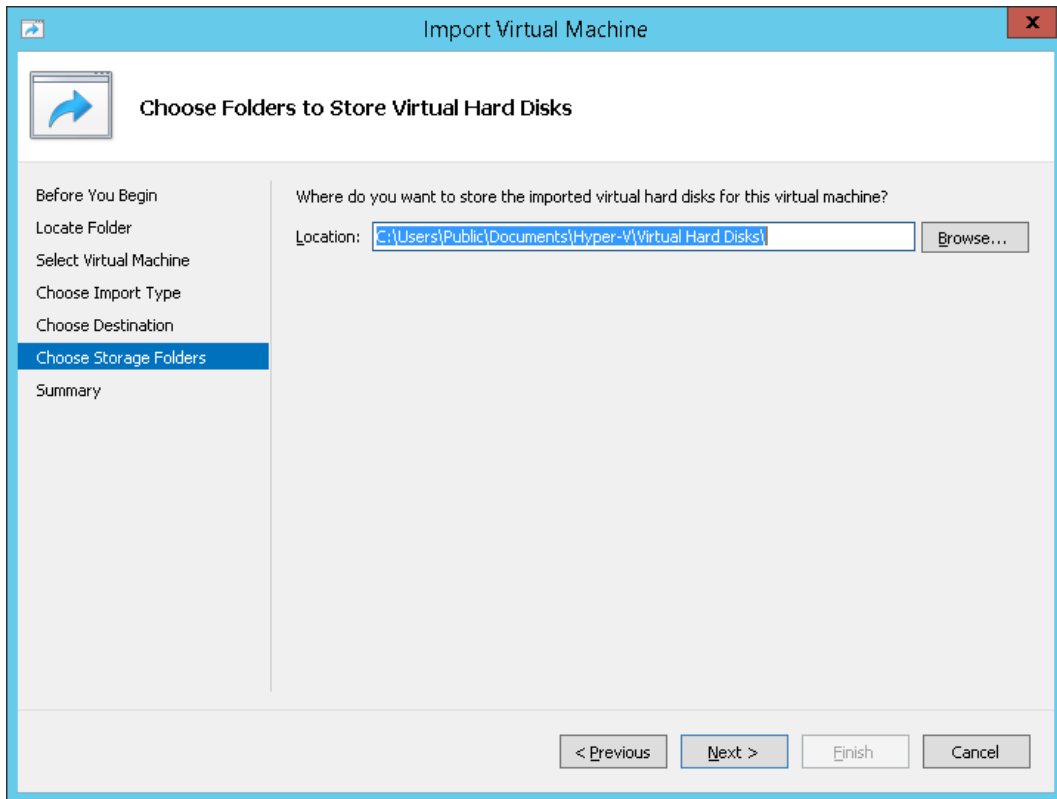 Import Virtual Machine
x
Choose Folders to Store Virtual Hard Disks
Before You Begin
Locate Folder
Select Virtual Machine
Choose Import Type
Choose Destination
Choose Storage Folders
Summary
Where do you want to store the imported virtual hard disks for this virtual machine?
Location: C:\Users\Public\Documents\Hyper-V\Virtual Hard Disks\ Browse...
< Previous Next > Finish Cancel